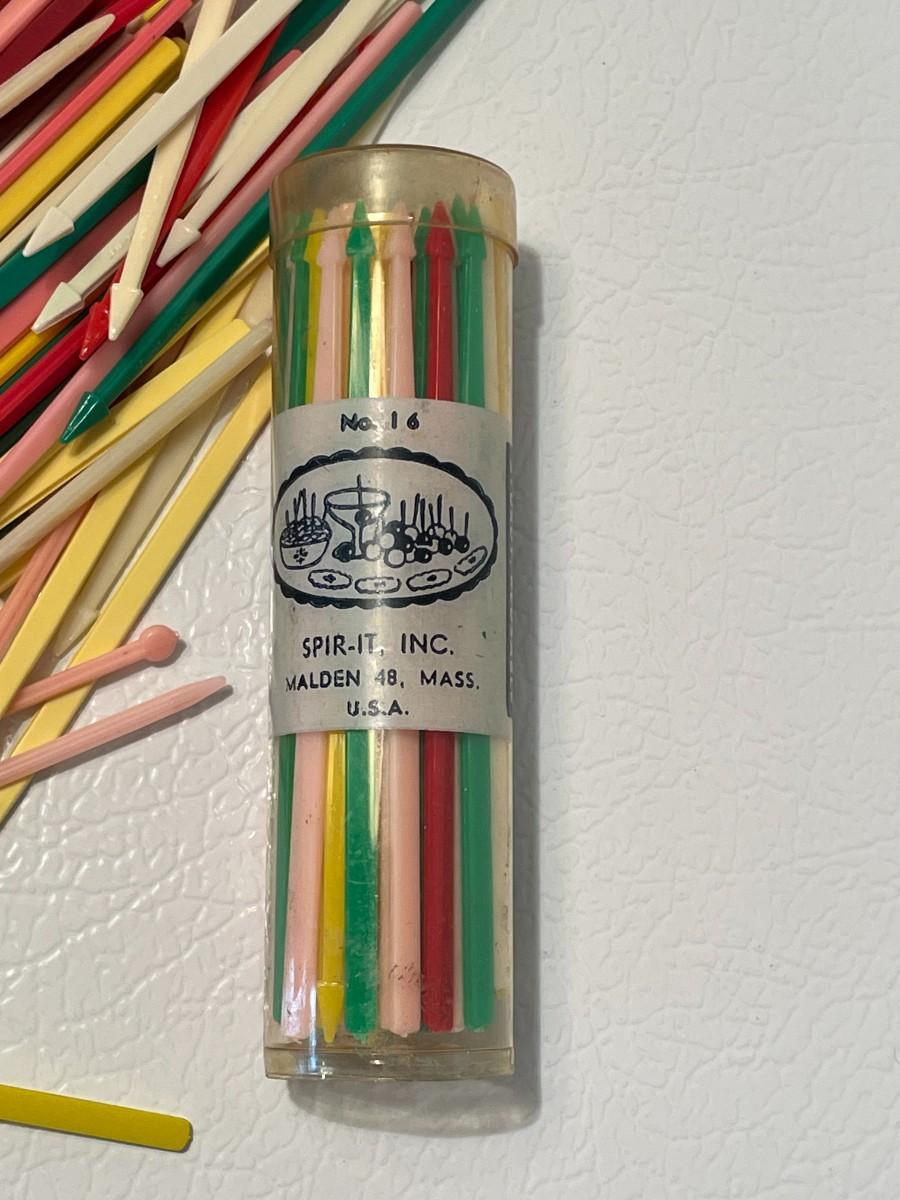 No. 16
SPIR-IT, INC.
MALDEN 48, MASS.
U.S.A.